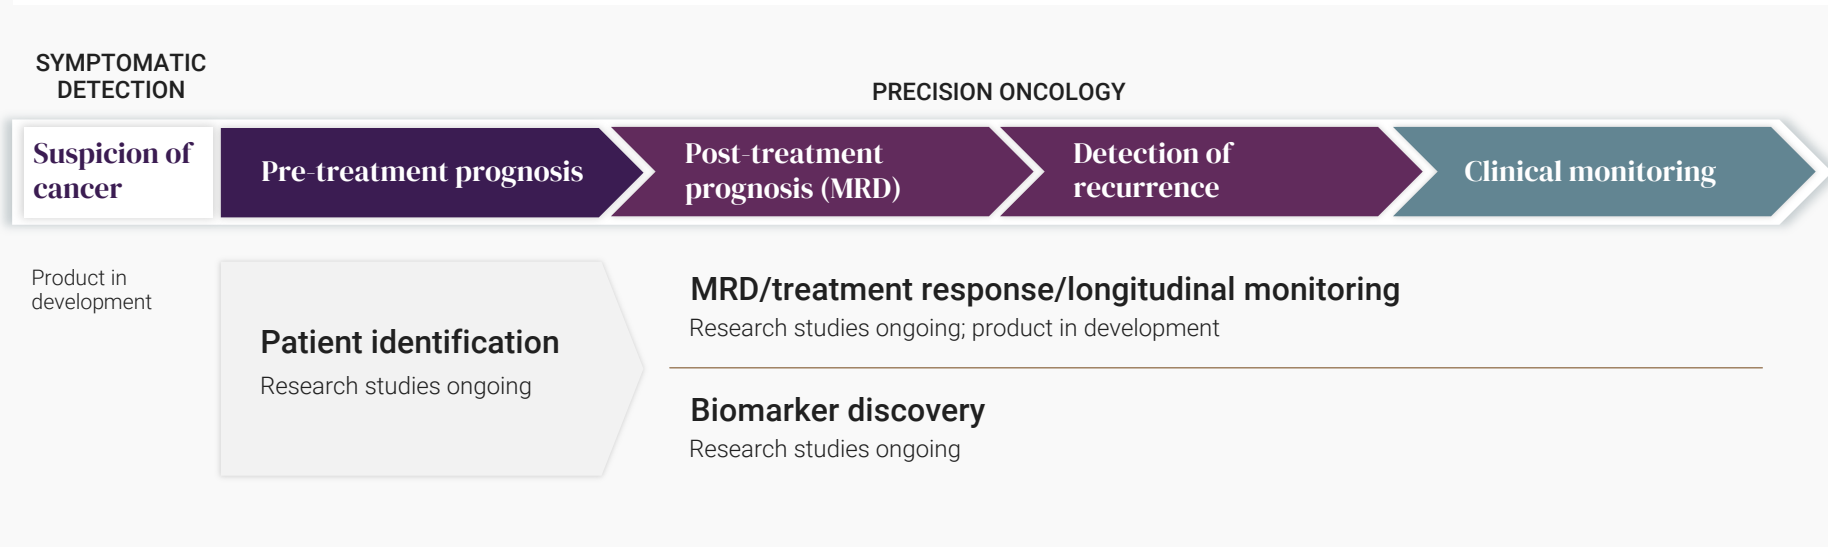 SYMPTOMATIC
DETECTION
PRECISION ONCOLOGY
Suspicion of
cancer
Pre-treatment prognosis
Post-treatment
prognosis (MRD)
Detection of
recurrence
Clinical monitoring
Product in
development
Patient identification
Research studies ongoing
MRD/treatment response/longitudinal monitoring
Research studies ongoing; product in development
Biomarker discovery
Research studies ongoing